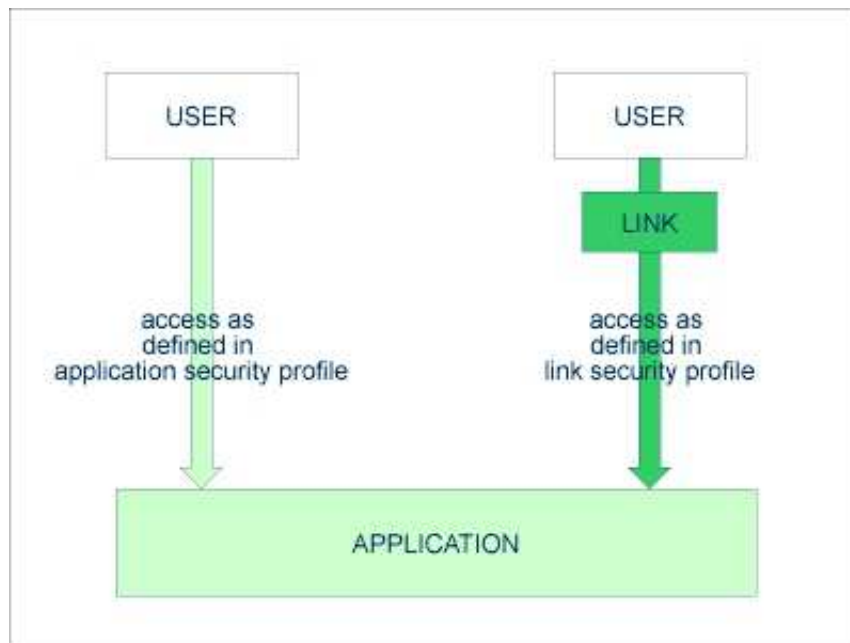 USER
USER
LINK
access as
defined in
application security profile
access as
defined in
link security profile
APPLICATION